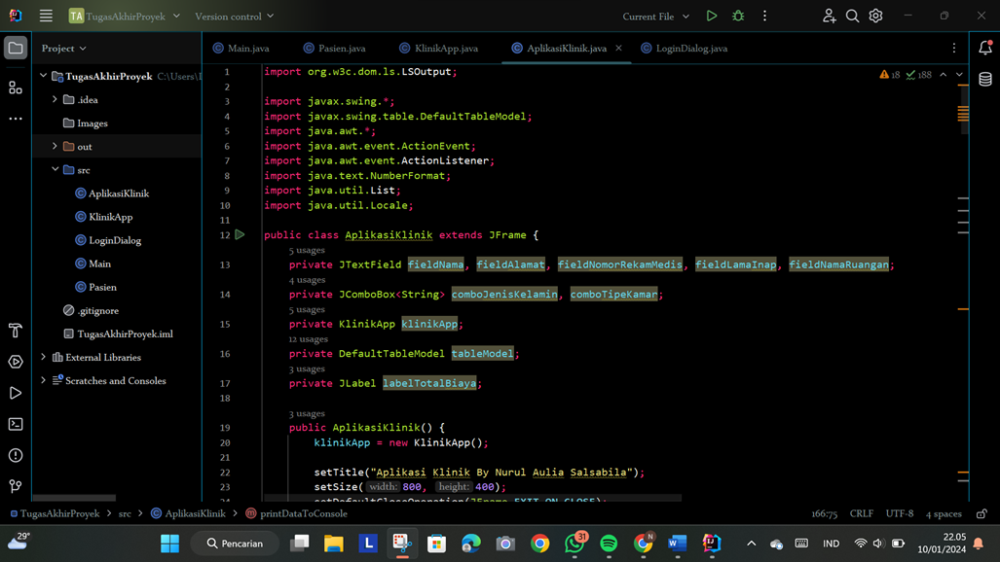 TA TugasAkhirProyek Version control Current File
Project Main.java Pasien.java KlinikApp.java AplikasiKlinik.java LoginDialog.java
TugasAkhirProyek C:\Users\
.idea
Images
out
src
AplikasiKlinik
KlinikApp
LoginDialog
Main
Pasien
.gitignore
TugasAkhirProyek.iml
External Libraries
Scratches and Consoles
18 188
1 import org.w3c.dom.ls.LSOutput;
2
3 import javax.swing.*;
4 import javax.swing.table.DefaultTableModel;
5 import java.awt.*;
6 import java.awt.event.ActionEvent;
7 import java.awt.event.ActionListener;
8 import java.text.NumberFormat;
9 import java.util.List;
10 import java.util.Locale;
11
12 public class AplikasiKlinik extends JFrame {
5 usages
13 private JTextField fieldNama, fieldAlamat, fieldNomorRekamMedis, fieldLamaInap, fieldNamaRuangan;
4 usages
14 private JComboBox<String> comboJenisKelamin, comboTipeKamar;
5 usages
15 private KlinikApp klinikApp;
12 usages
16 private DefaultTableModel tableModel;
3 usages
17 private JLabel labelTotalBiaya;
18
3 usages
19 public AplikasiKlinik() {
20 klinikApp = new KlinikApp();
21
22 setTitle("Aplikasi Klinik By Nurul Aulia Salsabila");
23 setSize( width: 800, height: 400);
24 setDefaultCloseOperation(JFrame.EXIT_ON_CLOSE);
TugasAkhirProyek src AplikasiKlinik printDataToConsole 166:75 CRLF UTF-8 4 spaces
29° Pencarian L 31 N W IND 22.05
10/01/2024